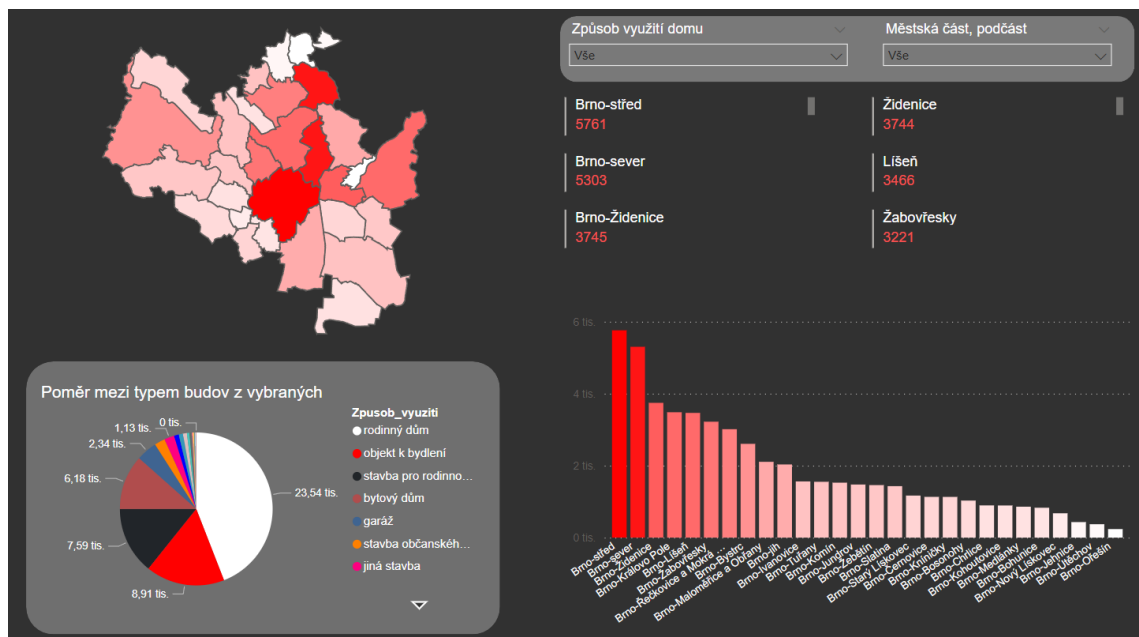 Způsob využití domu
Vše
Městská část, podčást
Vše
Brno-střed
5761
Židenice
3744
Brno-sever
5303
Líšeň
3466
Brno-Židenice
3745
Žabovřesky
3221
6 tis.
4 tis.
2 tis.
0 tis.
Brno-střed
Brno-sever
Brno-Židenice
Brno-Královo Pole
Brno-Líšeň
Brno-Žabovřesky
Brno-Řečkovice a Mokrá ...
Brno-Bystrc
Brno-Maloměřice a Obřany
Brno-jih
Brno-Ivanovice
Brno-Tuřany
Brno-Komín
Brno-Jundrov
Brno-Žebětín
Brno-Slatina
Brno-Starý Lískovec
Brno-Černovice
Brno-Kníničky
Brno-Bosonohy
Brno-Chrlice
Brno-Kohoutovice
Brno-Medlánky
Brno-Bohunice
Brno-Nový Lískovec
Brno-Jehnice
Brno-Útěchov
Brno-Ořešín
Poměr mezi typem budov z vybraných
0 tis.
1,13 tis.
2,34 tis.
6,18 tis.
7,59 tis.
8,91 tis.
23,54 tis.
Zpusob_vyuziti
rodinný dům
objekt k bydlení
stavba pro rodinno...
bytový dům
garáž
stavba občanskéh...
jiná stavba